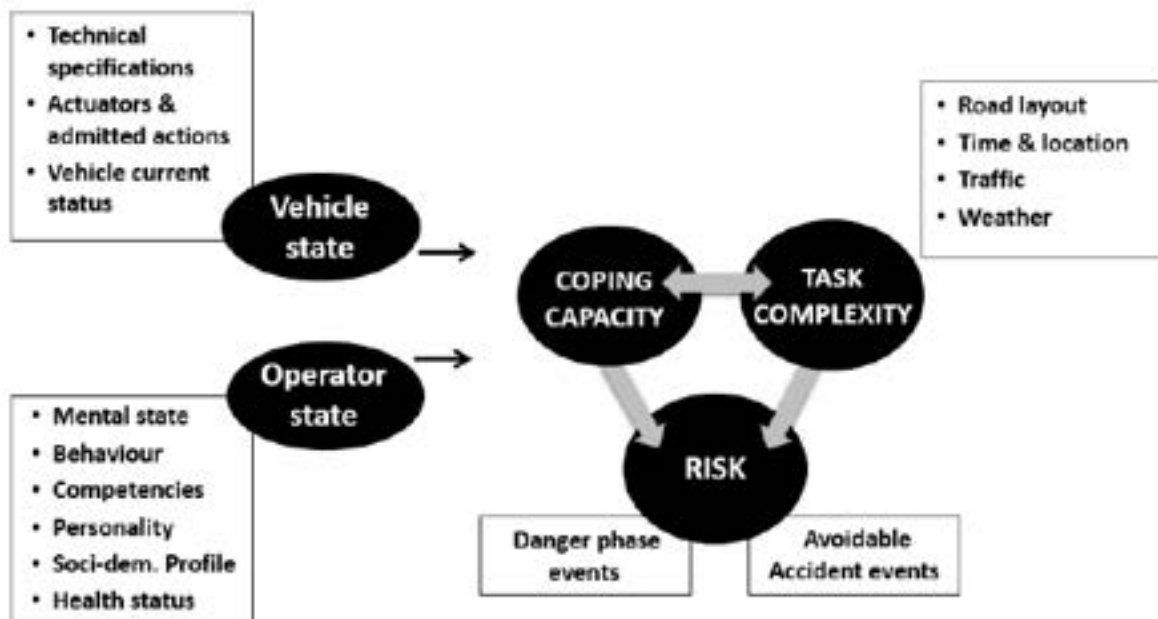 • Technical
specifications
• Actuators &
admitted actions
• Vehicle current
status
Vehicle
state
Operator
state
• Mental state
• Behaviour
• Competencies
• Personality
• Soci-dem. Profile
• Health status
COPING
CAPACITY
TASK
COMPLEXITY
• Road layout
• Time & location
• Traffic
• Weather
RISK
Danger phase
events
Avoidable
Accident events